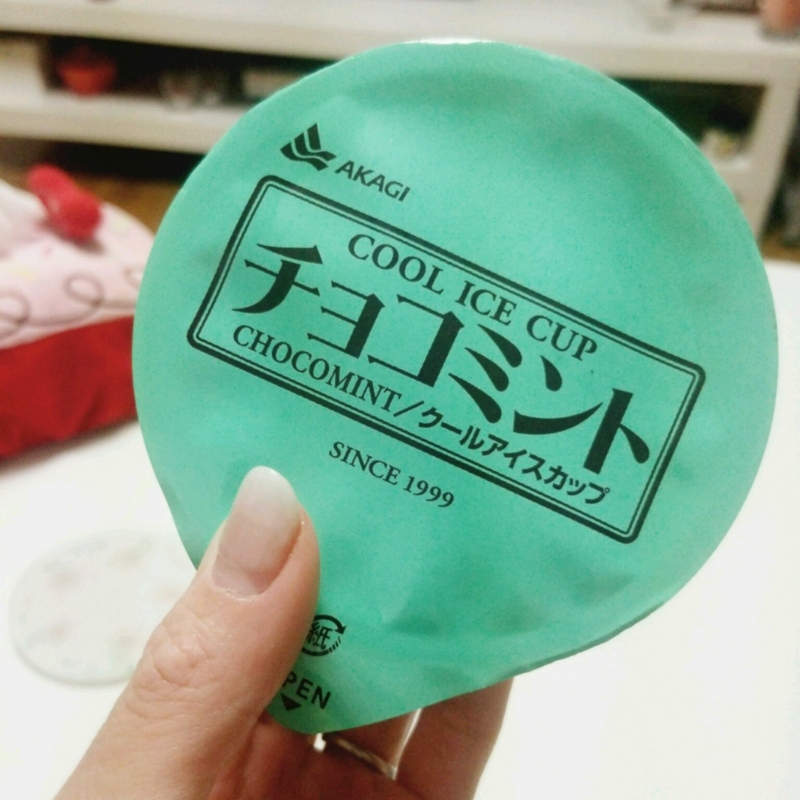 AKAGI
COOL ICE CUP
チョコミント
CHOCOMINT/クールアイスカップ
SINCE 1999
紙